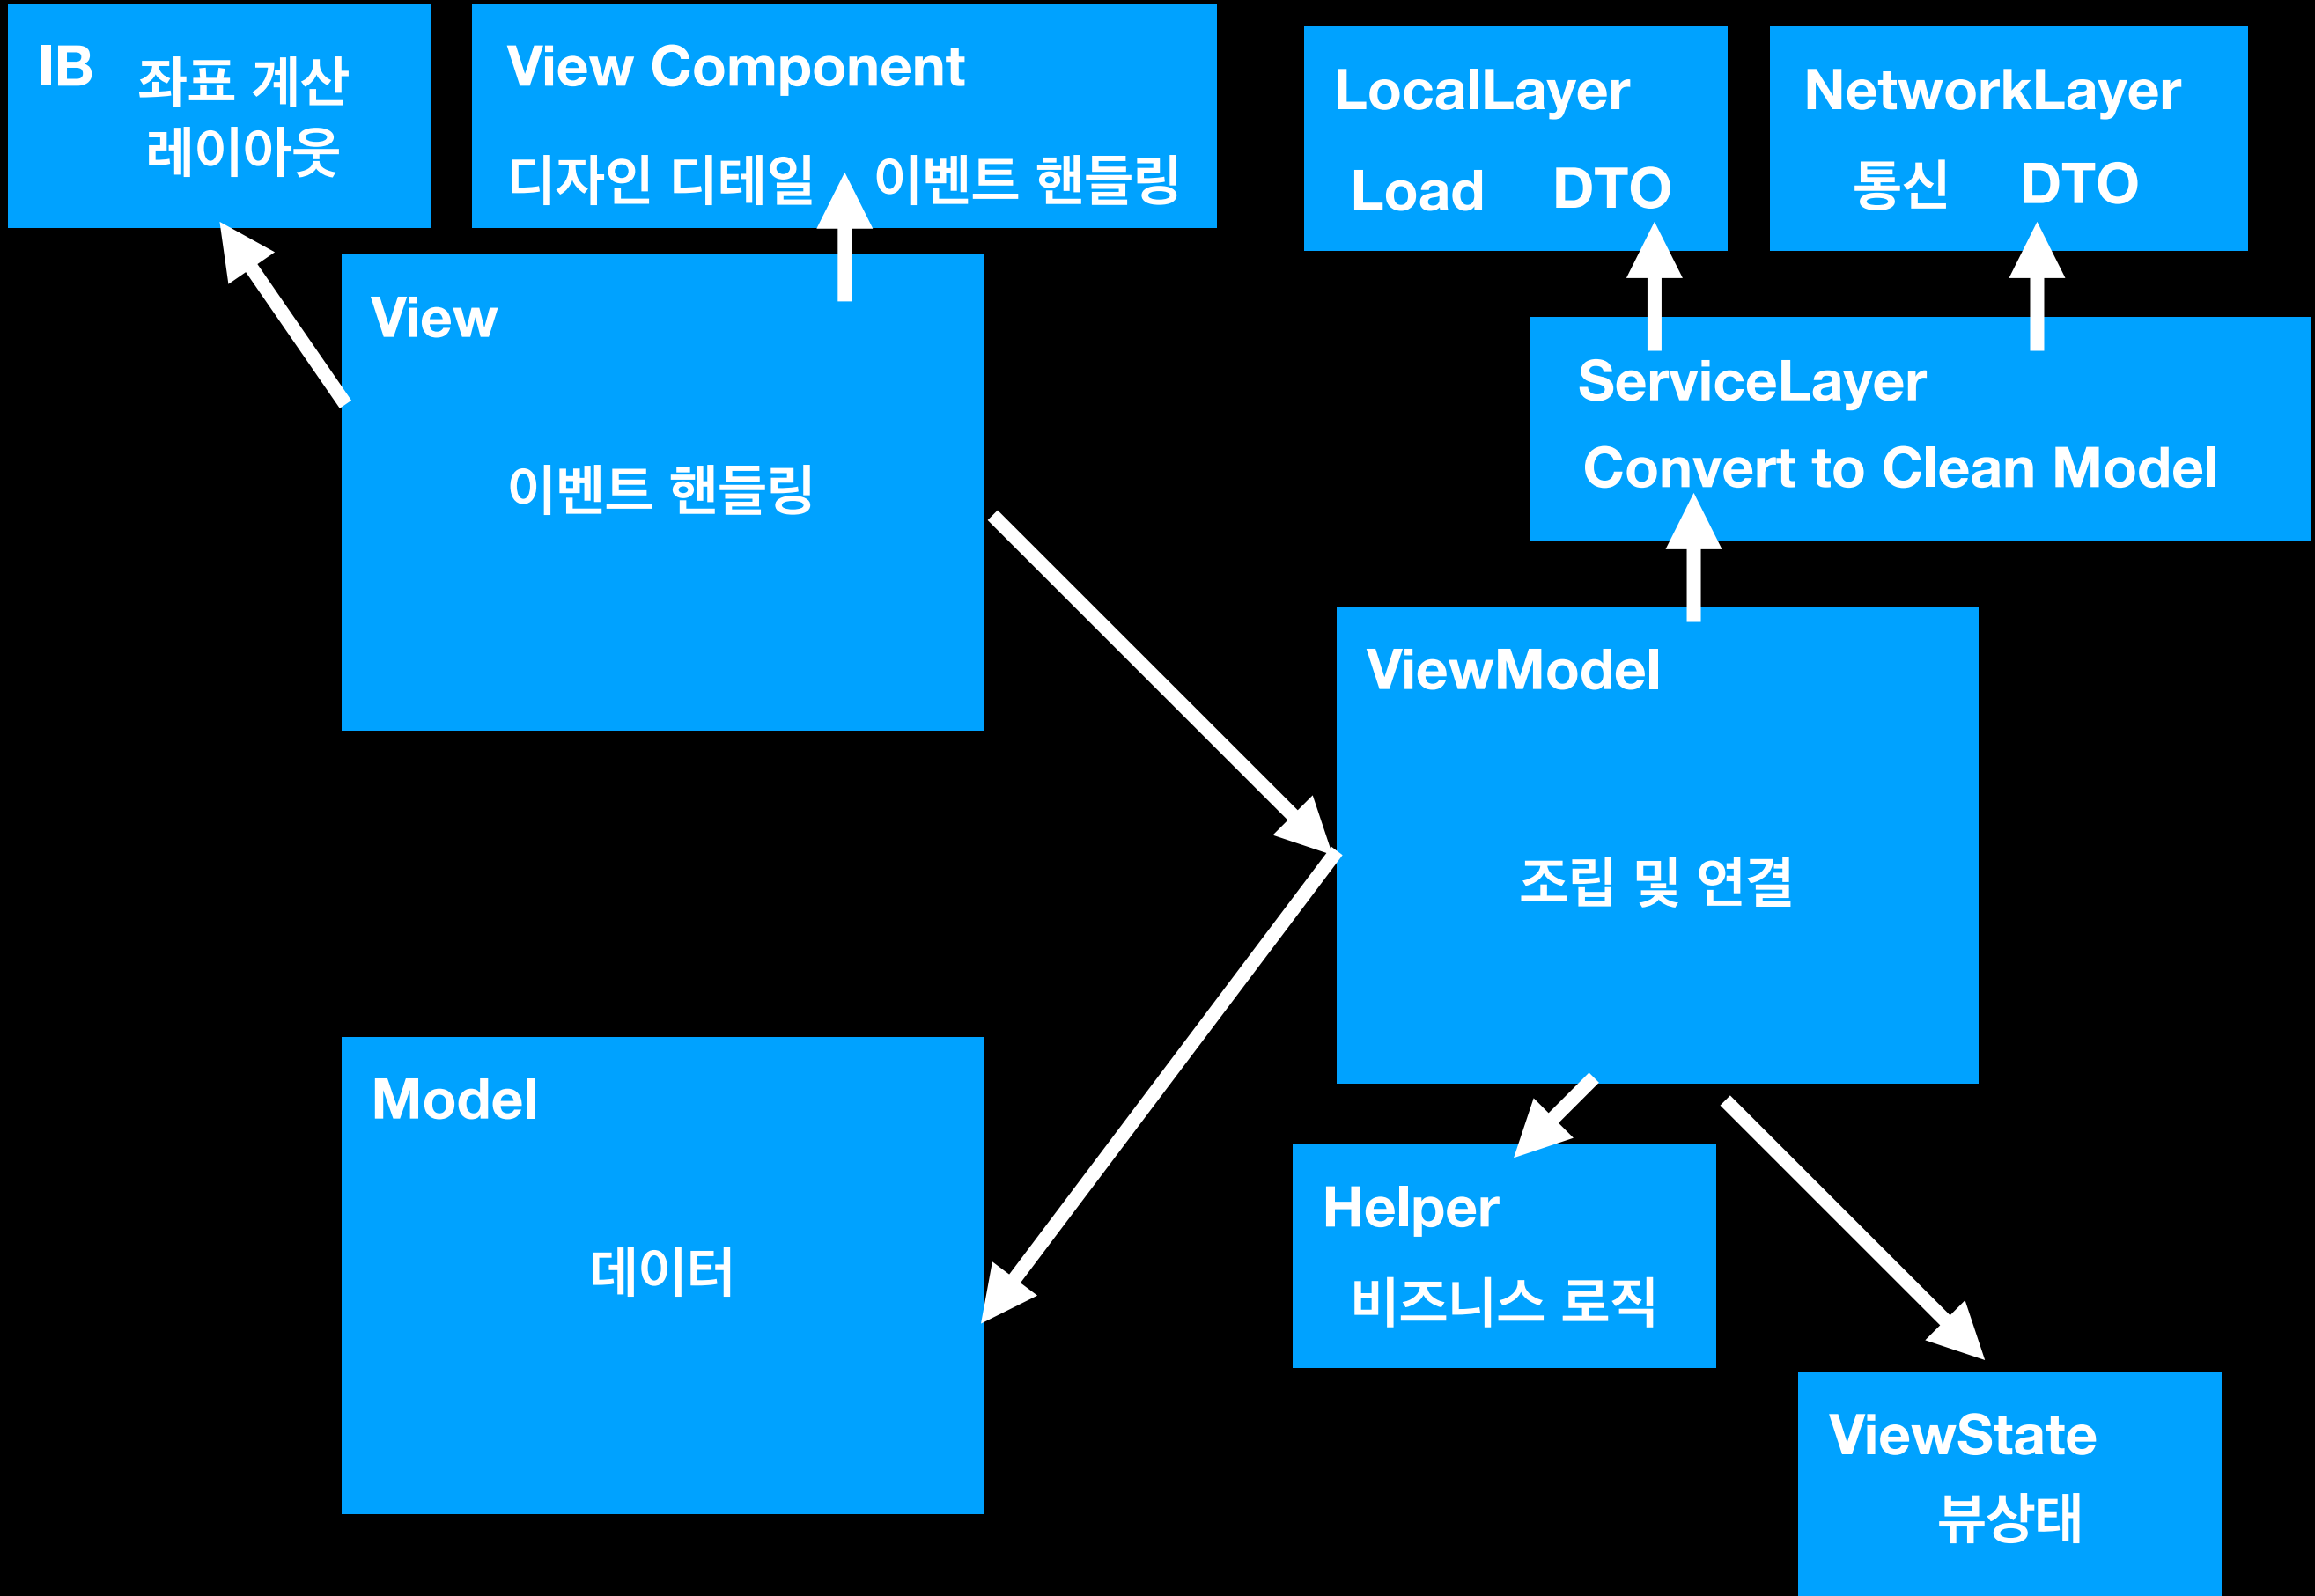 IB
좌표 계산
레이아웃
View Component
디자인 디테일
이벤트 핸들링
LocalLayer
Load
DTO
NetworkLayer
통신
DTO
View
이벤트 핸들링
ServiceLayer
Convert to Clean Model
ViewModel
조립 및 연결
Model
데이터
Helper
비즈니스 로직
ViewState
뷰상태